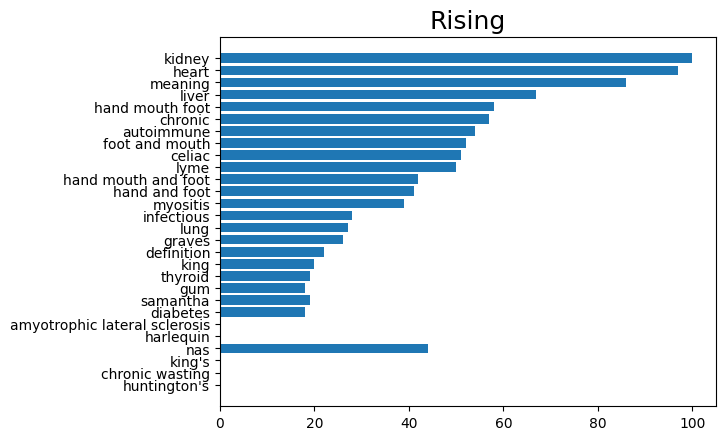 Rising
kidney
heart
meaning
liver
hand mouth foot
chronic
autoimmune
foot and mouth
celiac
lyme
hand mouth and foot
hand and foot
myositis
infectious
lung
graves
definition
king
thyroid
gum
samantha
diabetes
amyotrophic lateral sclerosis
harlequin
nas
king's
chronic wasting
huntington's
0 20 40 60 80 100